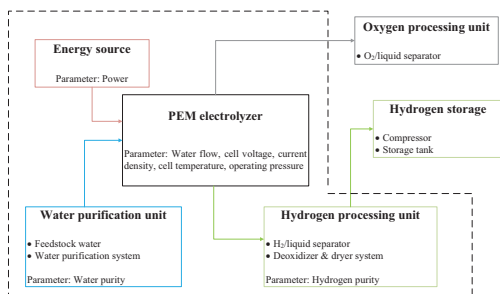 Oxygen processing unit
• O₂/liquid separator
Energy source
Parameter: Power
PEM electrolyzer
Parameter: Water flow, cell voltage, current
density, cell temperature, operating pressure
Hydrogen storage
• Compressor
• Storage tank
Water purification unit
• Feedstock water
• Water purification system
Parameter: Water purity
Hydrogen processing unit
• H₂/liquid separator
• Deoxidizer & dryer system
Parameter: Hydrogen purity